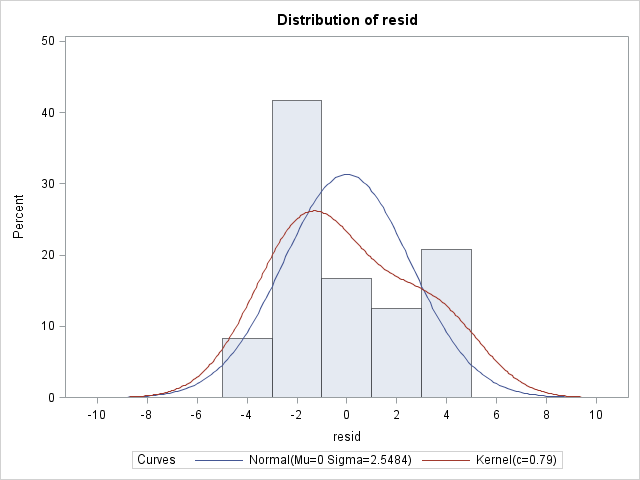 Distribution of resid
50
40
30
20
10
0
Percent
-10 -8 -6 -4 -2 0 2 4 6 8 10
resid
Curves Normal(Mu=0 Sigma=2.5484) Kernel(c=0.79)